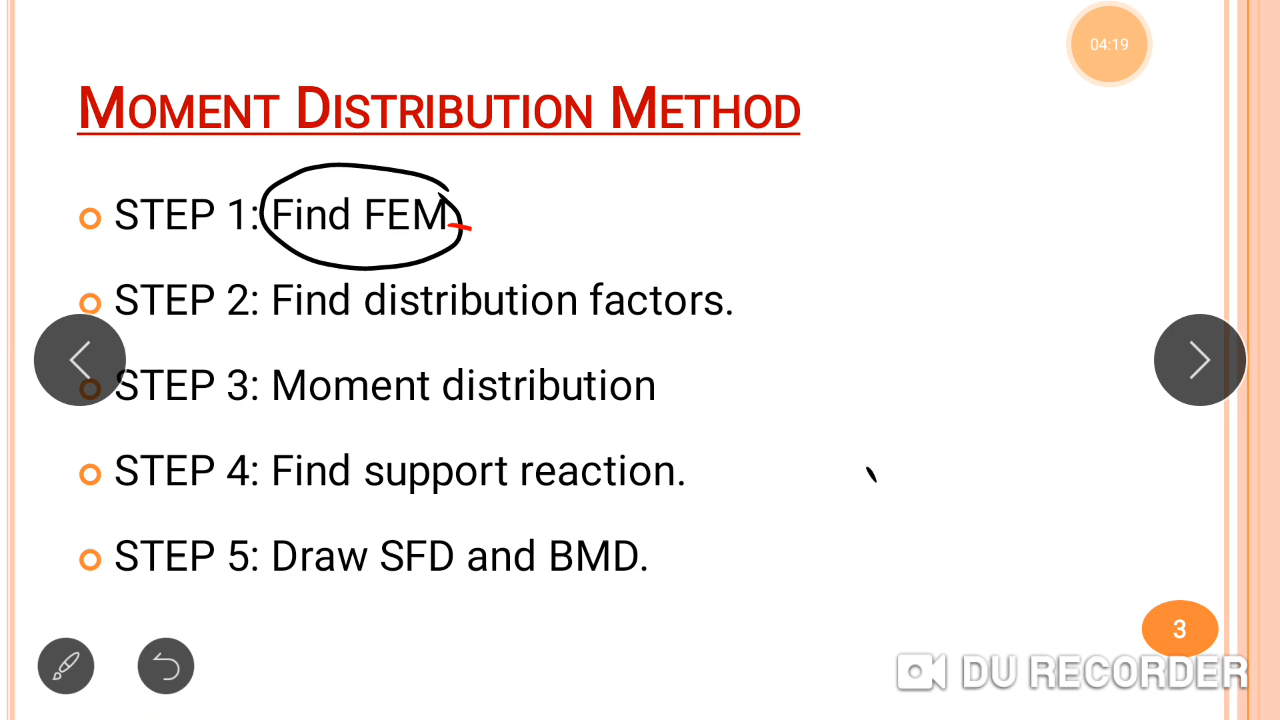 04:19
MOMENT DISTRIBUTION METHOD
STEP 1: Find FEM.
STEP 2: Find distribution factors.
STEP 3: Moment distribution
STEP 4: Find support reaction.
STEP 5: Draw SFD and BMD.
3
DU RECORDER